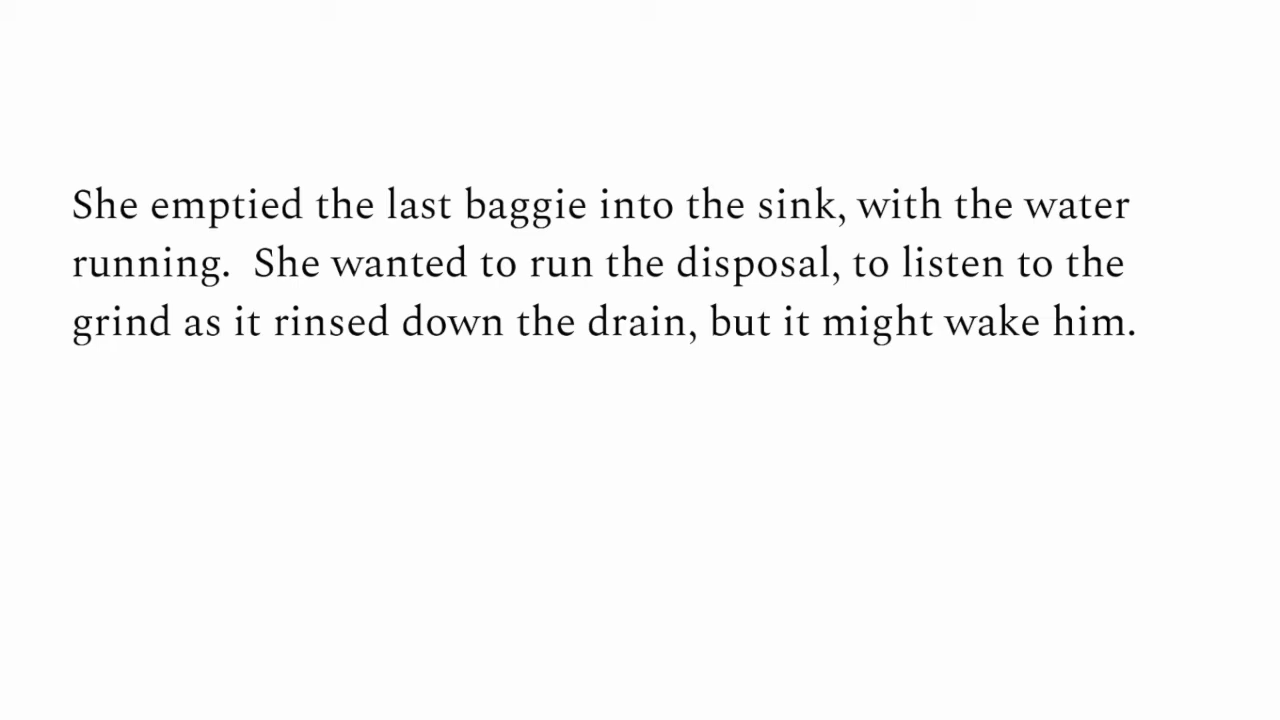 She emptied the last baggie into the sink, with the water
running.  She wanted to run the disposal, to listen to the
grind as it rinsed down the drain, but it might wake him.